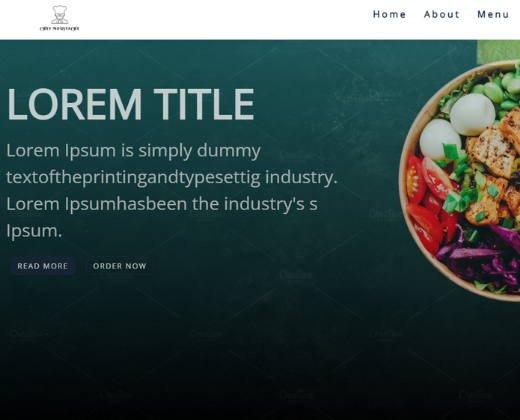 Home About Menu
LOREM TITLE
Lorem Ipsum is simply dummy
textoftheprintingandtypesettig industry.
Lorem Ipsumhasbeen the industry's s
Ipsum.
READ MORE ORDER NOW